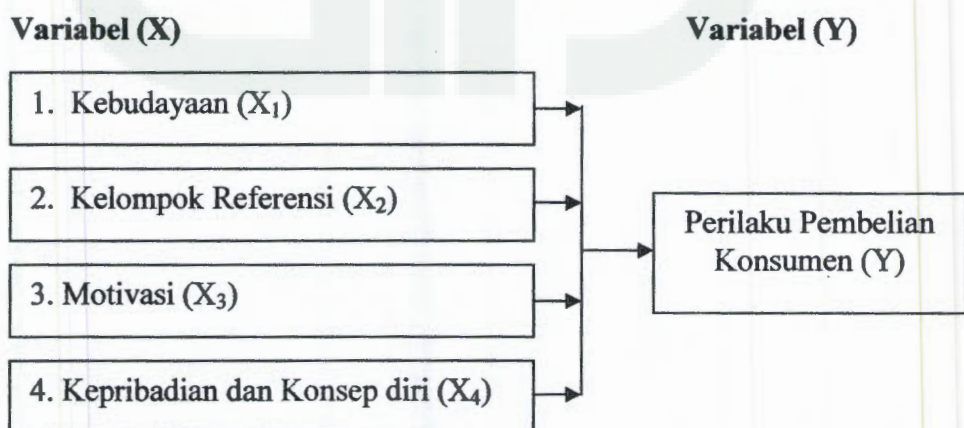 Variabel (X)
Variabel (Y)
1. Kebudayaan (X₁)
2. Kelompok Referensi (X₂)
3. Motivasi (X₃)
4. Kepribadian dan Konsep diri (X₄)
Perilaku Pembelian
Konsumen (Y)